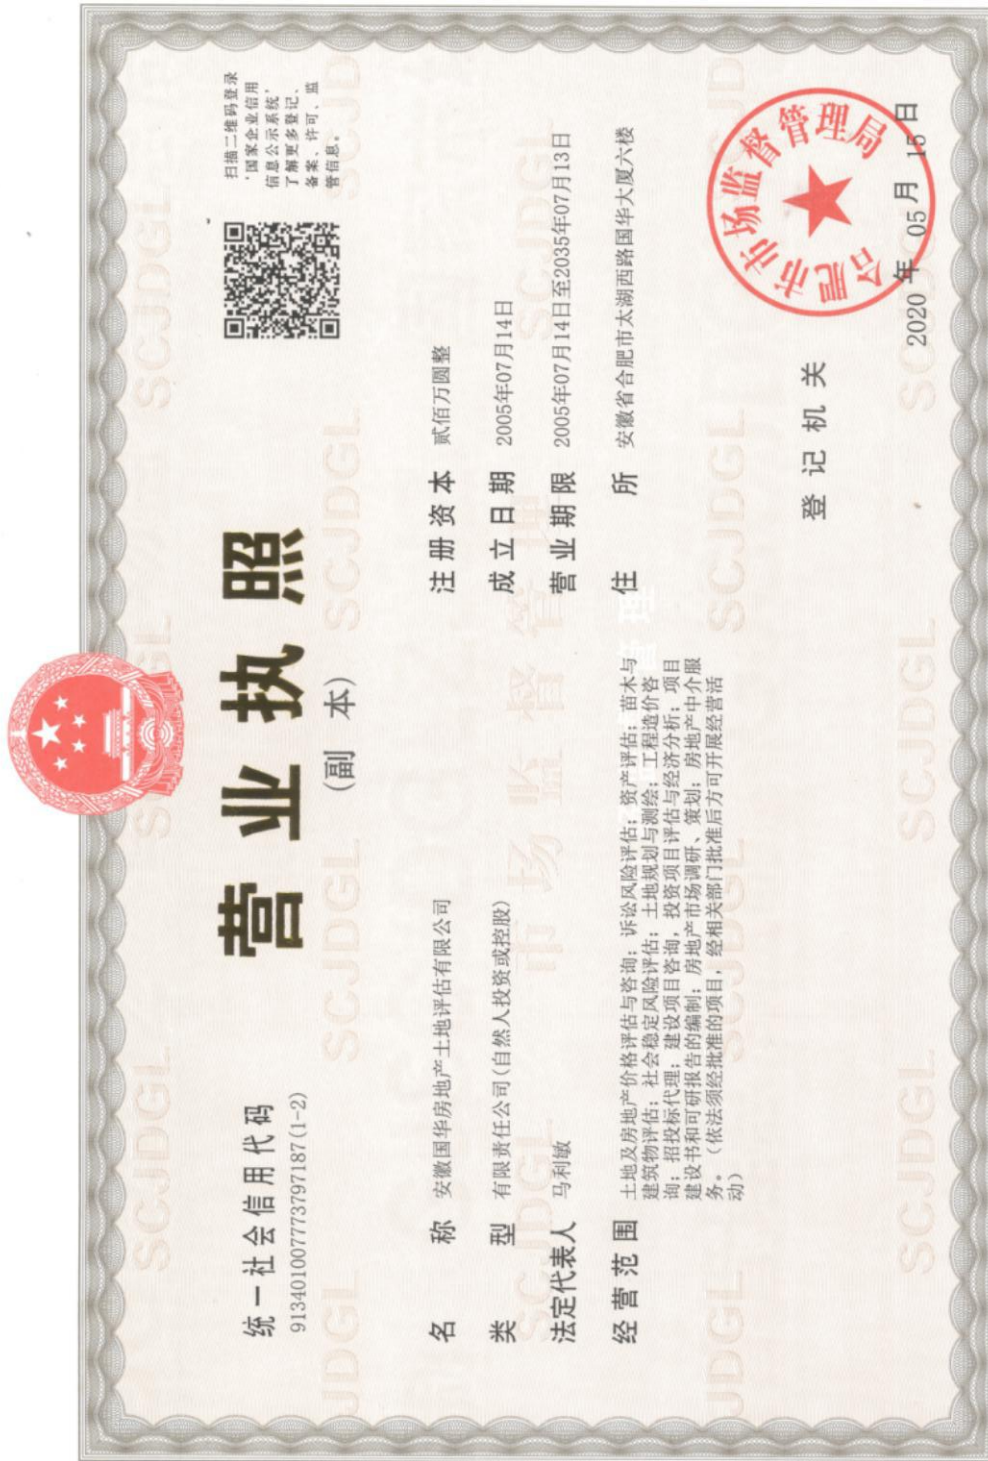 统一社会信用代码
91340100777379​7187(1-2)
营业执照
(副 本)
扫描二维码登录
‘国家企业信用
信息公示系统’
了解更多登记、
备案、许可、监
管信息。
名 称 安徽国华房地产土地评估有限公司
类 型 有限责任公司(自然人投资或控股)
法定代表人 马利敏
经营范围 土地及房地产价格评估与咨询；诉讼风险评估；资产评估；苗木与
建筑物评估；社会稳定风险评估；土地规划与测绘；工程造价咨
询；招投标代理；建设项目咨询，投资项目评估与经济分析；项目
建设书和可研报告的编制；房地产市场调研、策划；房地产中介服
务。（依法须经批准的项目，经相关部门批准后方可开展经营活
动）
注册资本 贰佰万圆整
成立日期 2005年07月14日
营业期限 2005年07月14日至2035年07月13日
住 所 安徽省合肥市太湖西路国华大厦六楼
登记机关
合肥市市场监督管理局
2020 年 05 月 15 日
市场监督管理
SCJDGL